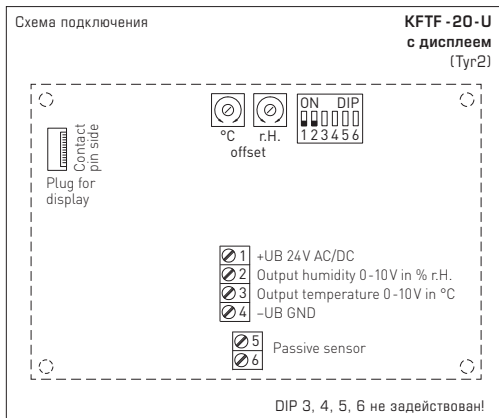 Схема подключения
KFTF - 20 - U
с дисплеем
(Tyr2)
ON DIP
1 2 3 4 5 6
°C r.H.
offset
Contact
pin side
Plug for
display
1 +UB 24V AC/DC
2 Output humidity 0-10V in % r.H.
3 Output temperature 0-10V in °C
4 –UB GND
5
6
Passive sensor
DIP 3, 4, 5, 6 не задействован!